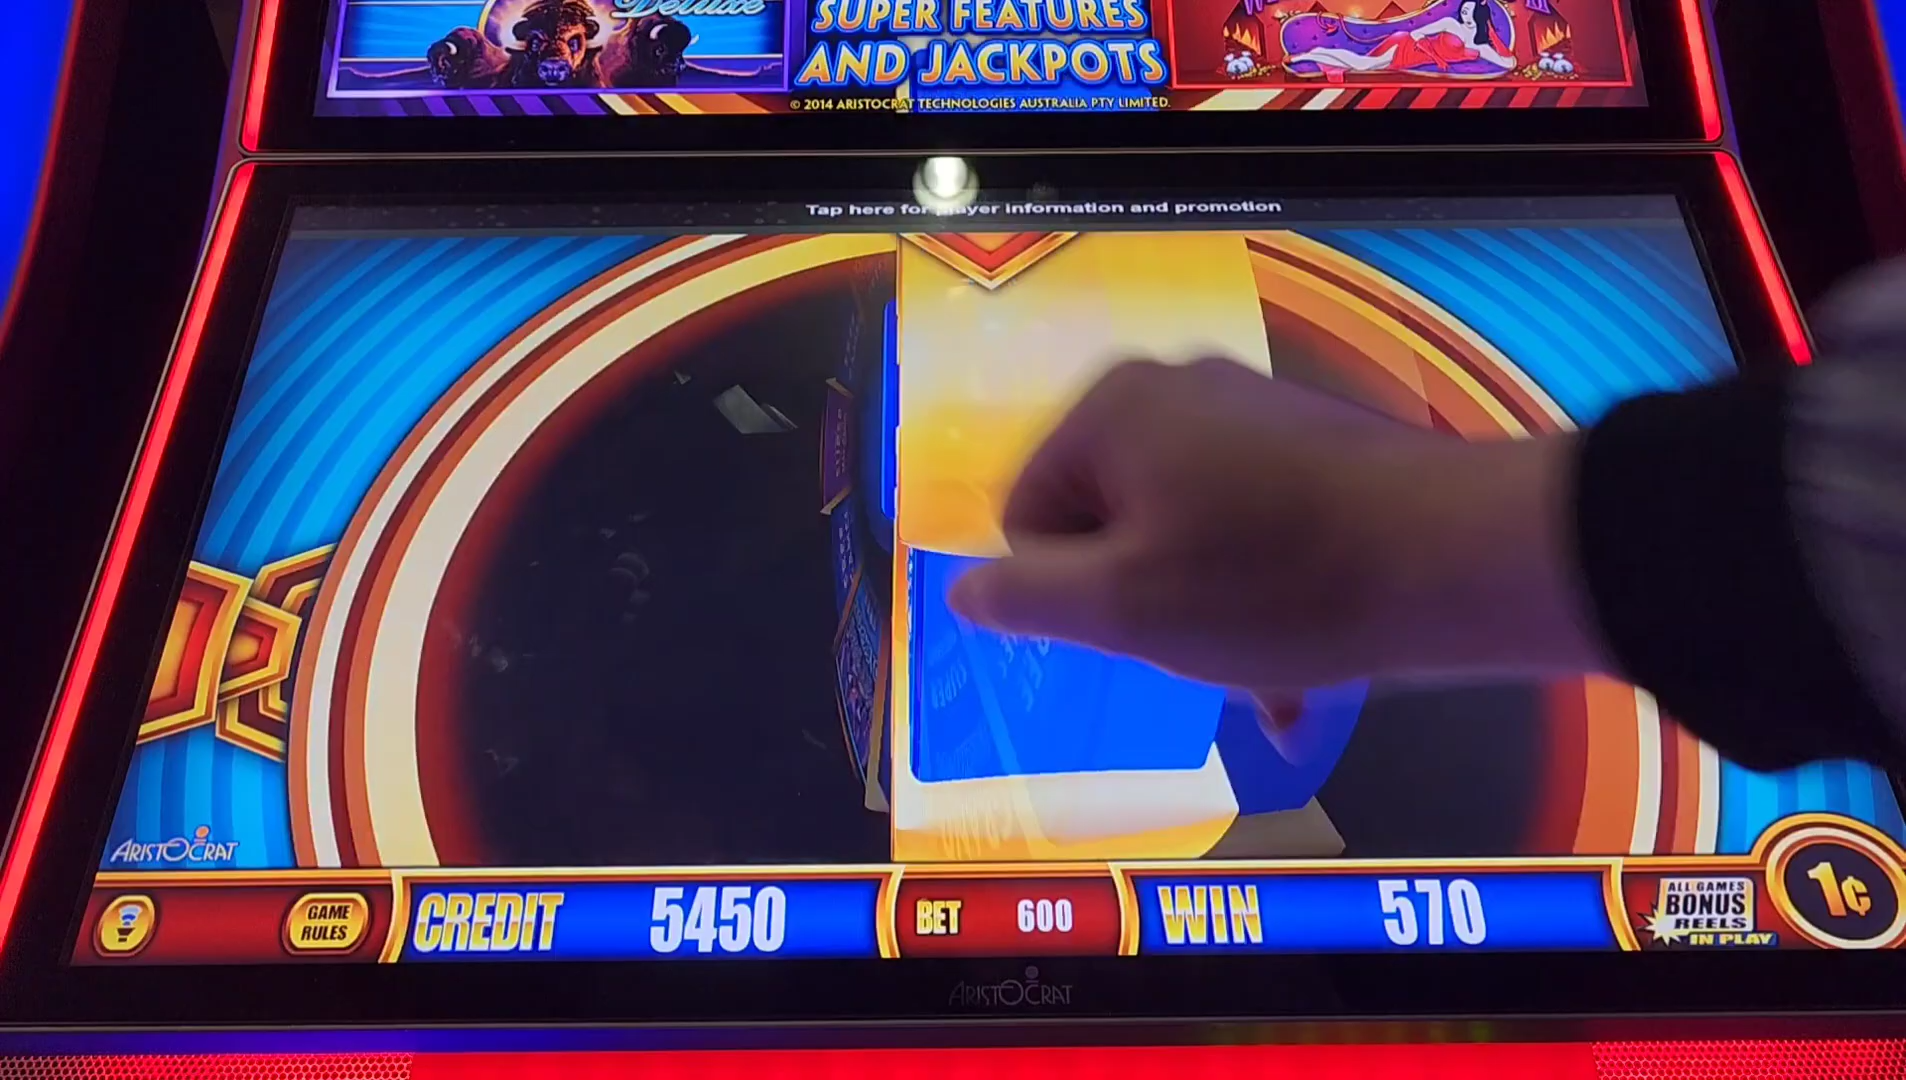 Deluxe
SUPER FEATURES
AND JACKPOTS
© 2014 ARISTOCRAT TECHNOLOGIES AUSTRALIA PTY LIMITED.
Tap here for player information and promotion
ARISTOCRAT
GAME
RULES
CREDIT 5450
BET 600
WIN 570
ALL GAMES
BONUS
REELS
IN PLAY
1¢
ARISTOCRAT